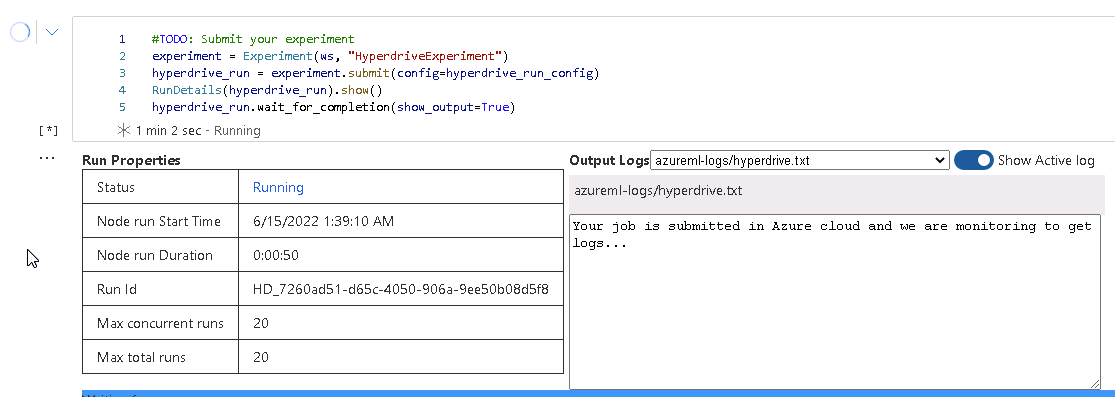 1 #TODO: Submit your experiment
2 experiment = Experiment(ws, "HyperdriveExperiment")
3 hyperdrive_run = experiment.submit(config=hyperdrive_run_config)
4 RunDetails(hyperdrive_run).show()
5 hyperdrive_run.wait_for_completion(show_output=True)
[*]
1 min 2 sec - Running
...
Run Properties
Status Running
Node run Start Time 6/15/2022 1:39:10 AM
Node run Duration 0:00:50
Run Id HD_7260ad51-d65c-4050-906a-9ee50b08d5f8
Max concurrent runs 20
Max total runs 20
Output Logs azureml-logs/hyperdrive.txt Show Active log
azureml-logs/hyperdrive.txt
Your job is submitted in Azure cloud and we are monitoring to get
logs...